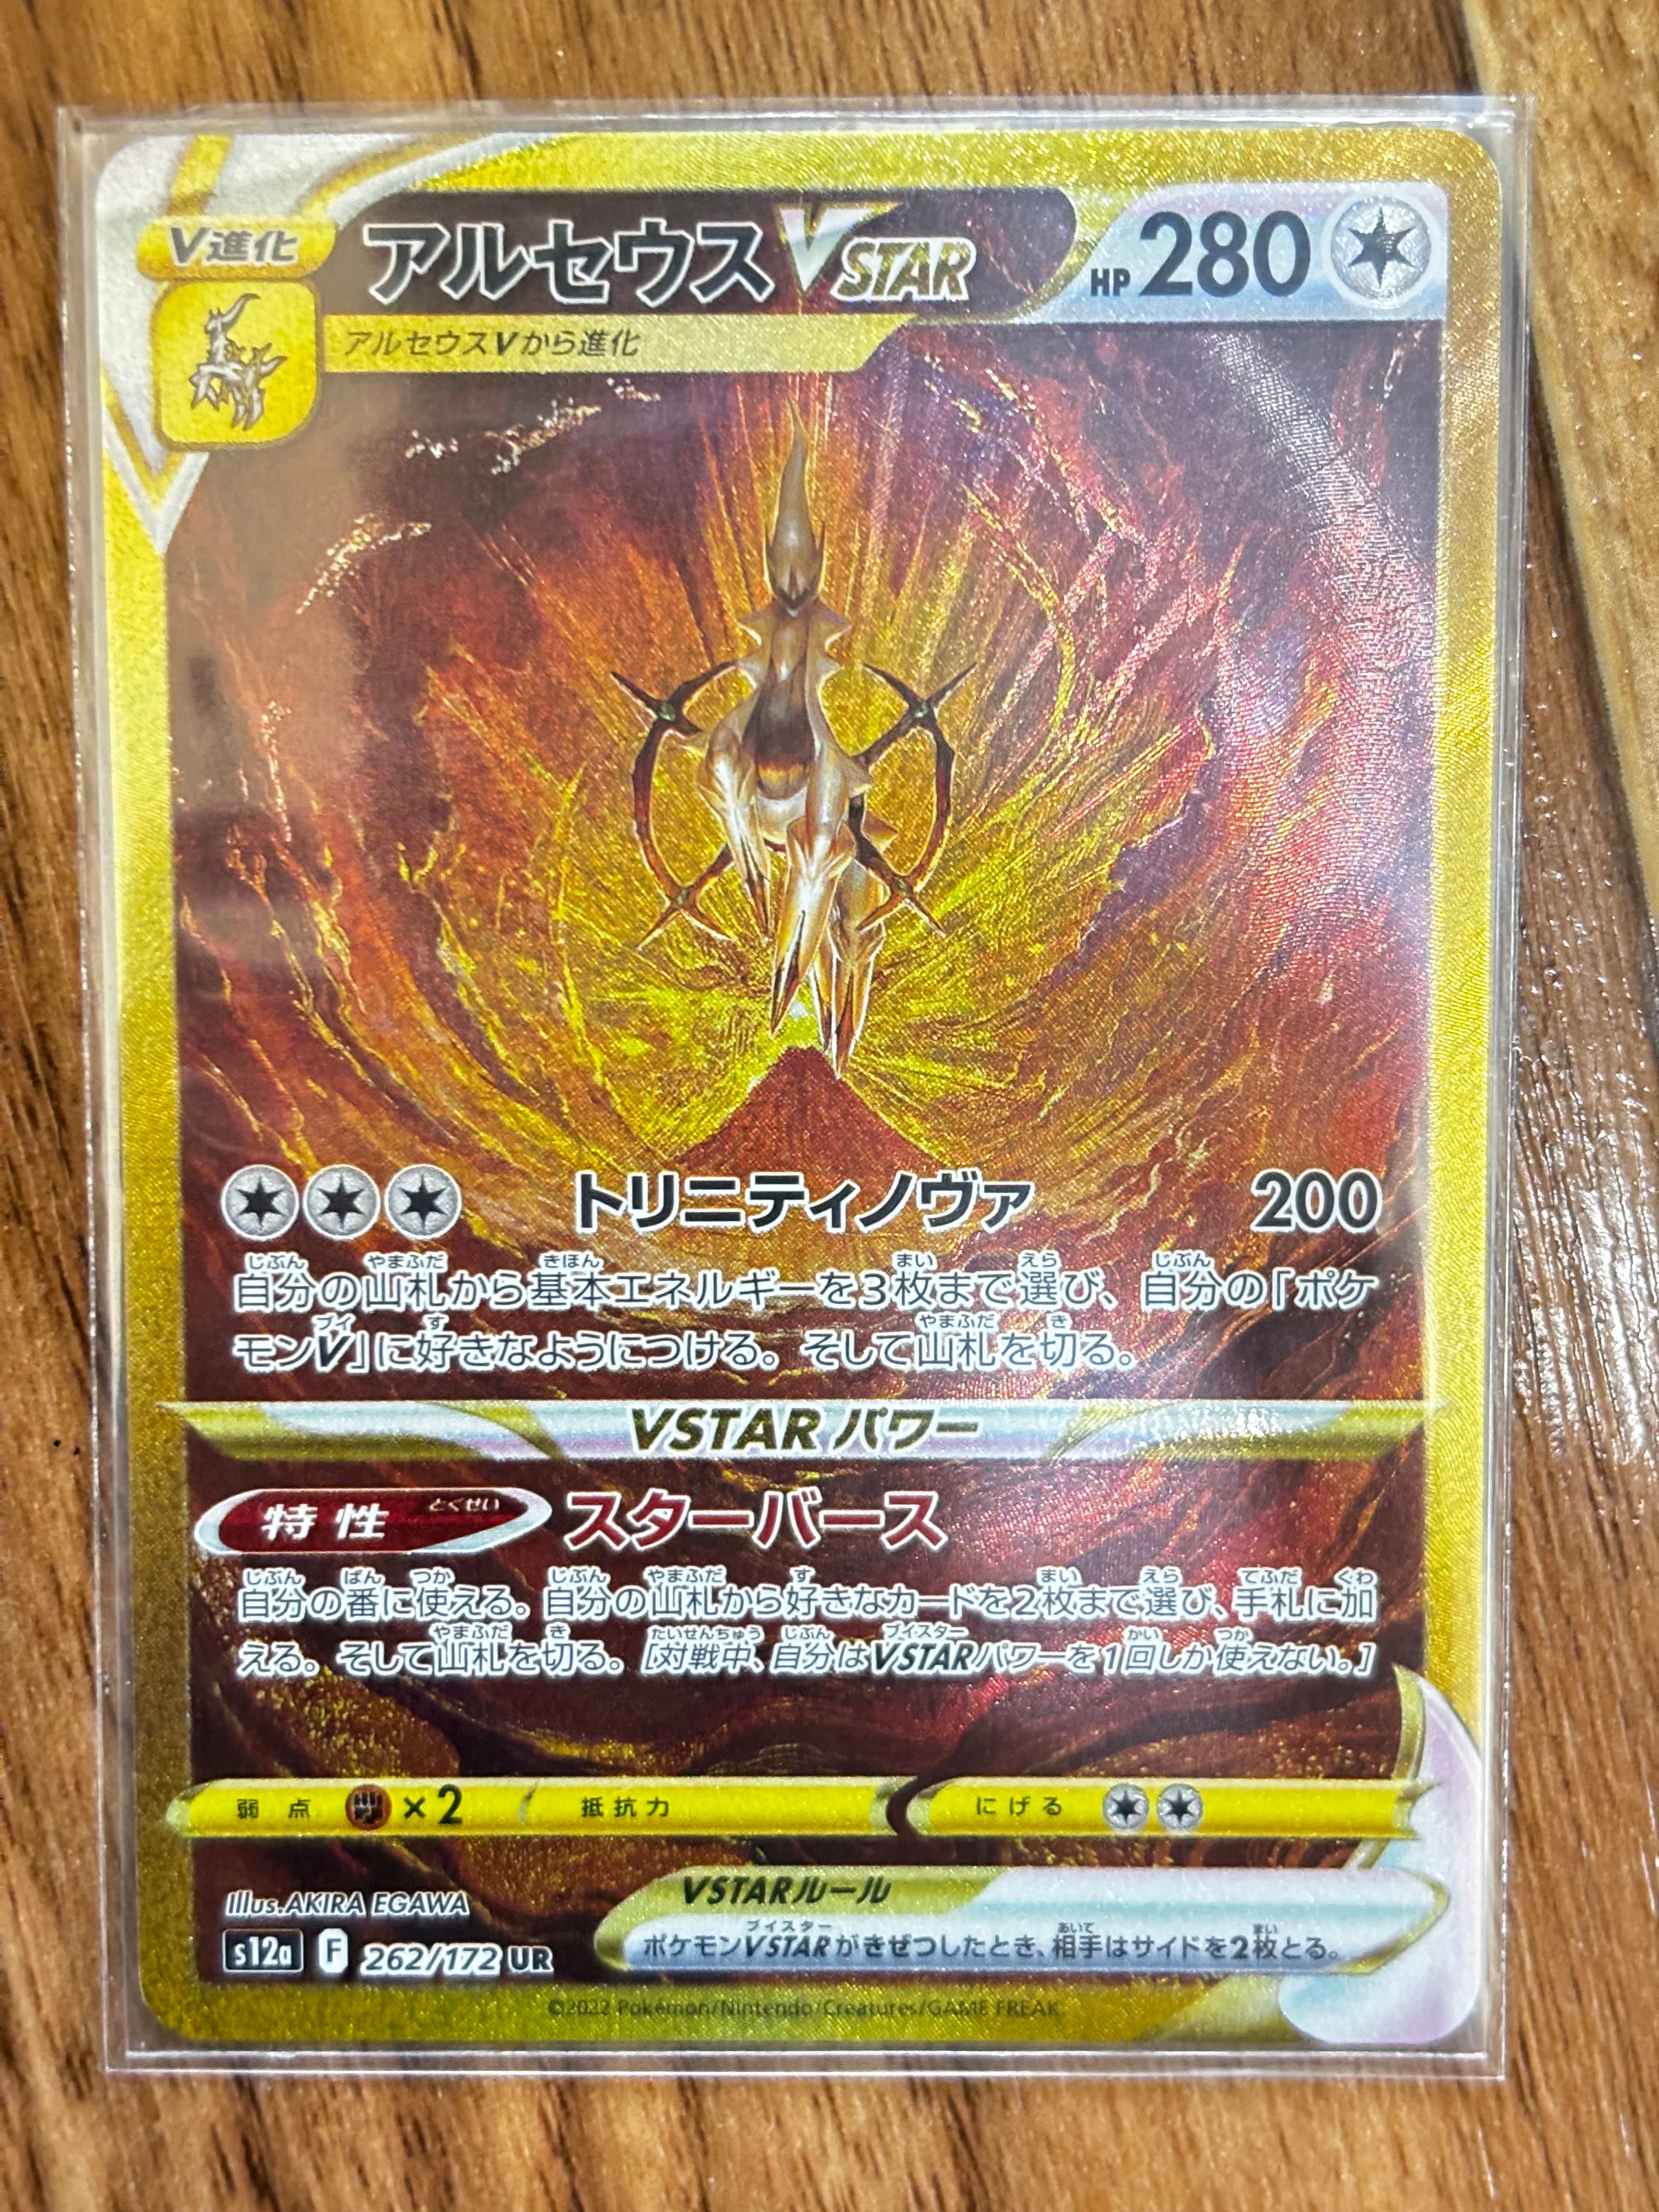 V進化
アルセウスVSTAR
HP 280
アルセウスVから進化
トリニティノヴァ 200
自分の山札から基本エネルギーを3枚まで選び、自分の「ポケ
モンV」に好きなようにつける。そして山札を切る。
VSTARパワー
特性 とくせい スターバース
自分の番に使える。自分の山札から好きなカードを2枚まで選び、手札に加
える。そして山札を切る。[対戦中、自分はVSTARパワーを1回しか使えない。]
弱点 ×2 抵抗力 にげる
Illus.AKIRA EGAWA
s12a F 262/172 UR
VSTARルール
ポケモンVSTARがきぜつしたとき、相手はサイドを2枚とる。
©2022 Pokémon/Nintendo/Creatures/GAME FREAK.